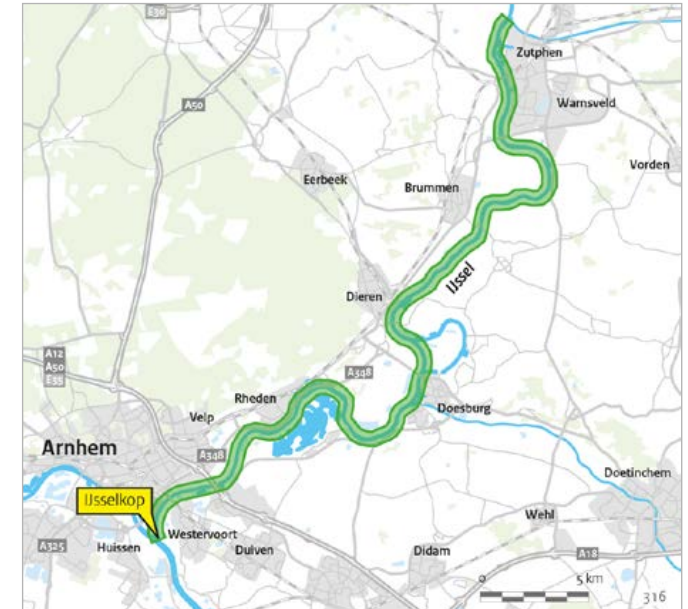 E30
Zutphen
A50
Warnsveld
Vorden
Eerbeek
Brummen
IJssel
Dieren
A12
A50
E35
A348
Rheden
Velp
Doesburg
Arnhem
A348
Doetinchem
IJsselkop
Wehl
Westervoort
A325
Huissen
Duiven
Didam
A18
0
5 km
316